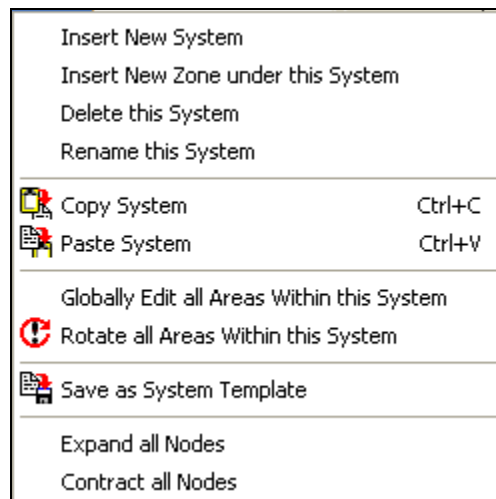 Insert New System
Insert New Zone under this System
Delete this System
Rename this System
Copy System Ctrl+C
Paste System Ctrl+V
Globally Edit all Areas Within this System
Rotate all Areas Within this System
Save as System Template
Expand all Nodes
Contract all Nodes